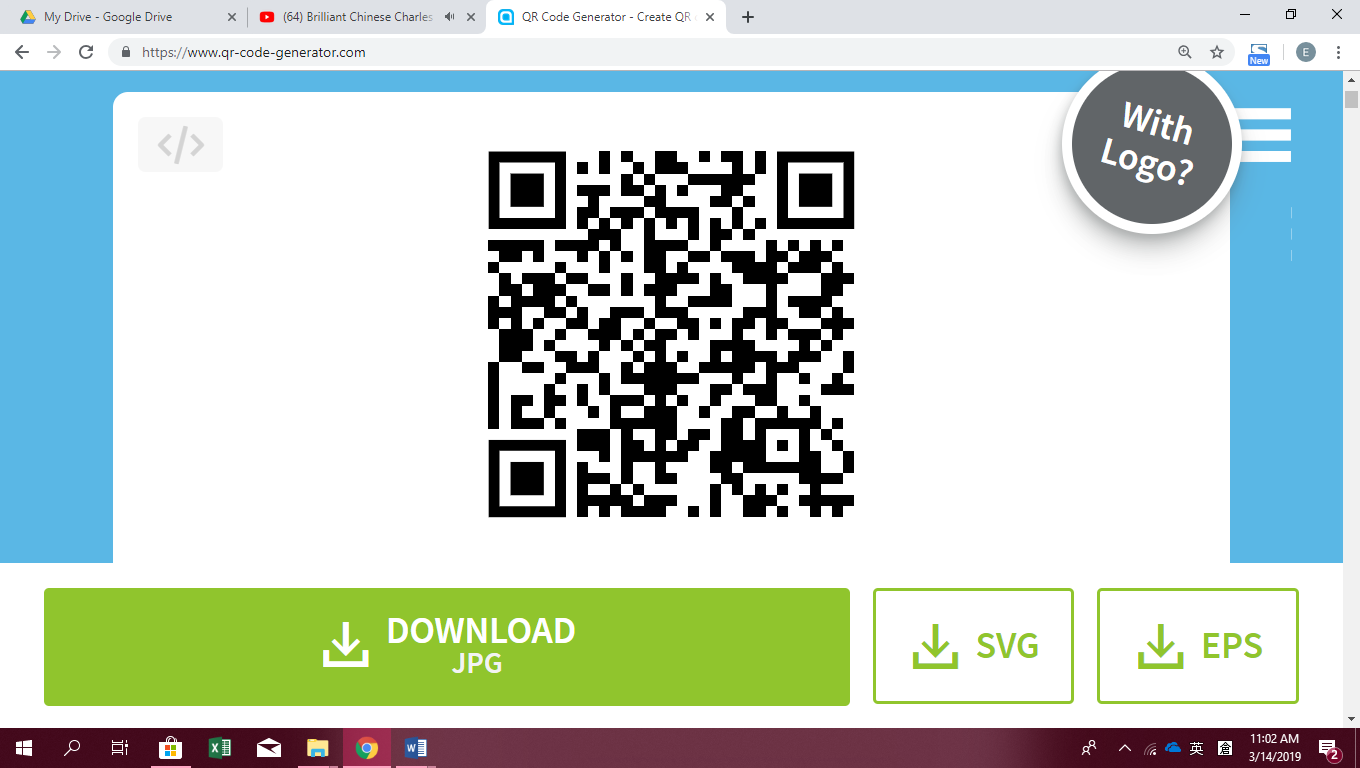 My Drive - Google Drive
(64) Brilliant Chinese Charles
QR Code Generator - Create QR
https://www.qr-code-generator.com
New
E
</>
With
Logo?
DOWNLOAD
JPG
SVG
EPS
英
倉
11:02 AM
3/14/2019
2